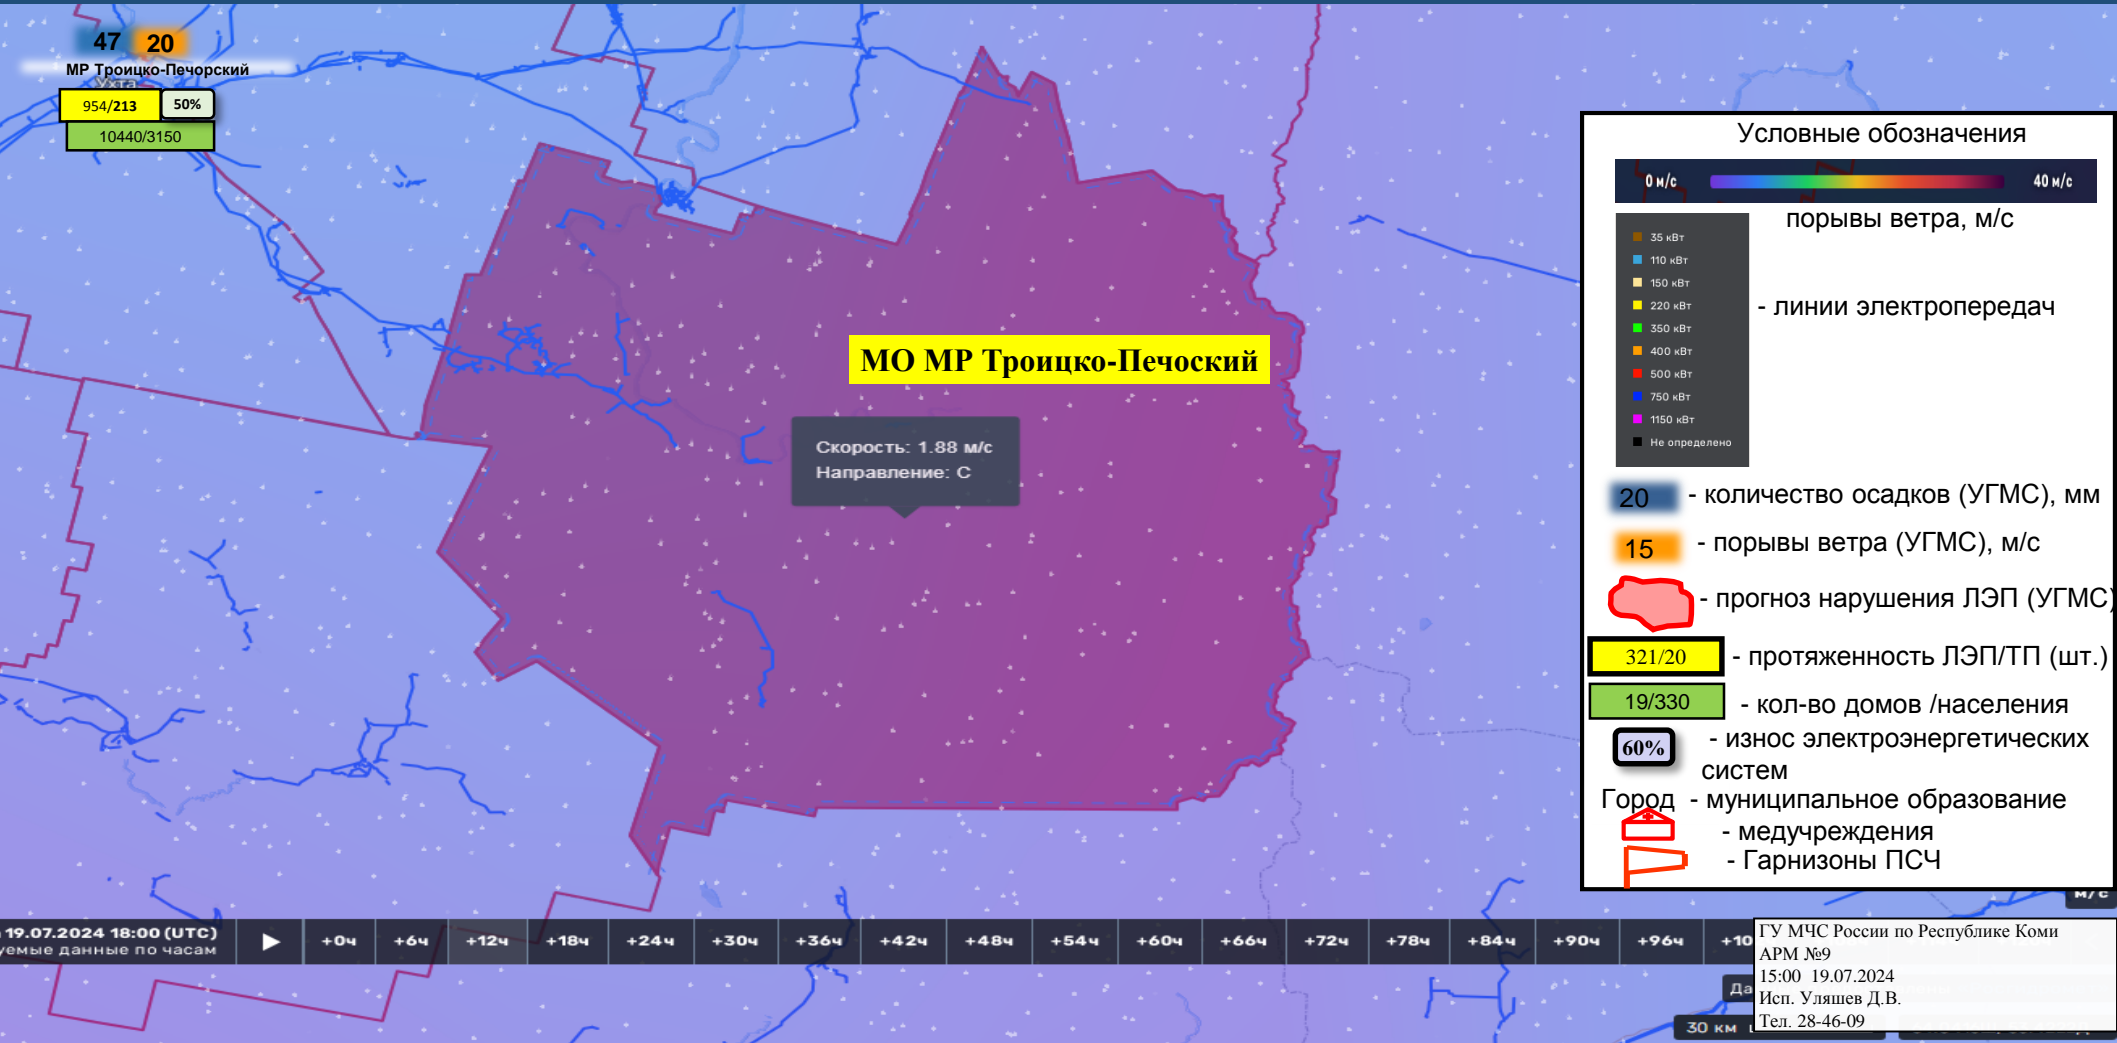 47 20
МР Троицко-Печорский
Ухта
954/213 50%
10440/3150
МО МР Троицко-Печоский
Скорость: 1.88 м/с
Направление: С
Условные обозначения
0 м/с 40 м/с
порывы ветра, м/с
35 кВт
110 кВт
150 кВт
220 кВт
350 кВт
400 кВт
500 кВт
750 кВт
1150 кВт
Не определено
- линии электропередач
20 - количество осадков (УГМС), мм
15 - порывы ветра (УГМС), м/с
- прогноз нарушения ЛЭП (УГМС)
321/20 - протяженность ЛЭП/ТП (шт.)
19/330 - кол-во домов /населения
60% - износ электроэнергетических
систем
Город - муниципальное образование
- медучреждения
- Гарнизоны ПСЧ
м/с
19.07.2024 18:00 (UTC)
данные по часам
+0ч +6ч +12ч +18ч +24ч +30ч +36ч +42ч +48ч +54ч +60ч +66ч +72ч +78ч +84ч +90ч +96ч +10
ГУ МЧС России по Республике Коми
АРМ №9
15:00 19.07.2024
Исп. Уляшев Д.В.
Тел. 28-46-09
Да
30 км